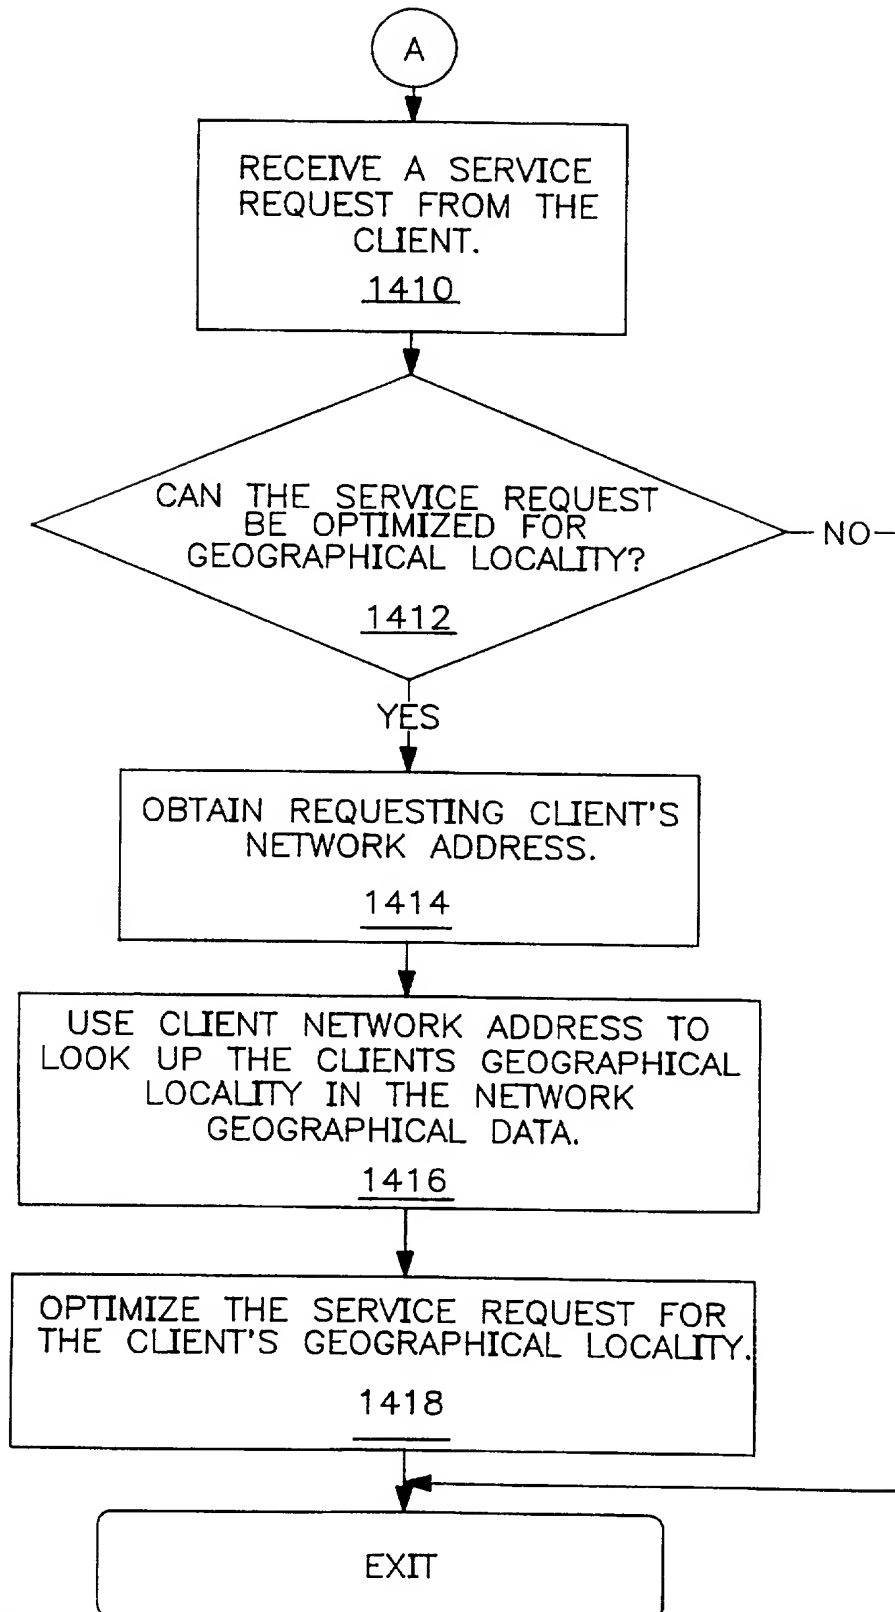 A
RECEIVE A SERVICE
REQUEST FROM THE
CLIENT.
1410
CAN THE SERVICE REQUEST
BE OPTIMIZED FOR
GEOGRAPHICAL LOCALITY?
1412
NO
YES
OBTAIN REQUESTING CLIENT'S
NETWORK ADDRESS.
1414
USE CLIENT NETWORK ADDRESS TO
LOOK UP THE CLIENTS GEOGRAPHICAL
LOCALITY IN THE NETWORK
GEOGRAPHICAL DATA.
1416
OPTIMIZE THE SERVICE REQUEST FOR
THE CLIENT'S GEOGRAPHICAL LOCALITY.
1418
EXIT